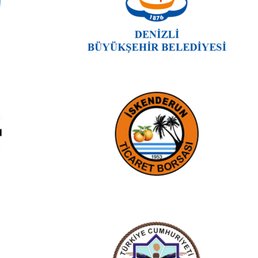 1876
DENİZLİ
BÜYÜKŞEHİR BELEDİYESİ
İSKENDERUN
TİCARET BORSASI
TÜRKİYE CUMHURİYETİ